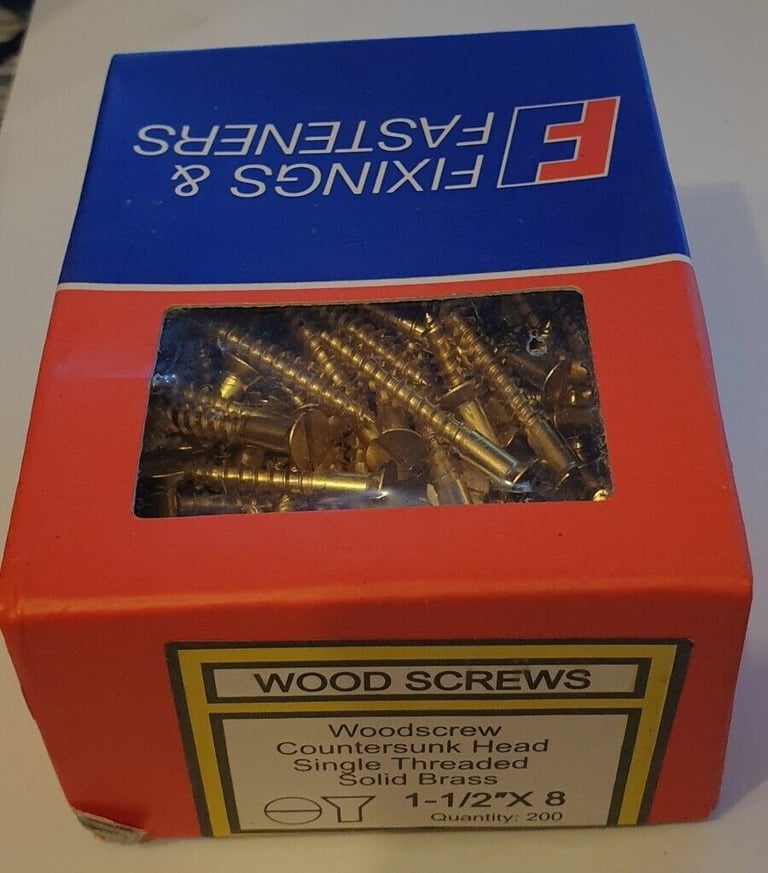 FIXINGS &
FASTENERS
WOOD SCREWS
Woodscrew
Countersunk Head
Single Threaded
Solid Brass
1-1/2"X 8
Quantity: 200